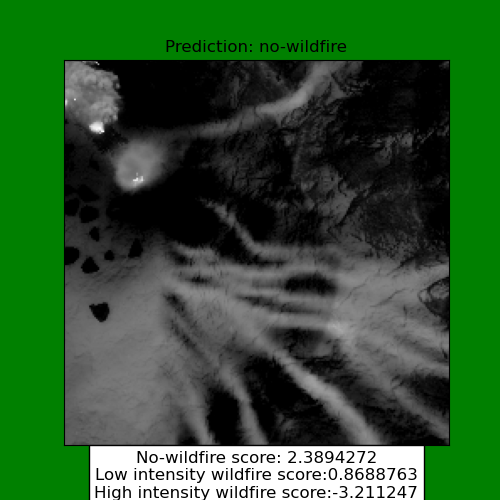 Prediction: no-wildfire
No-wildfire score: 2.3894272
Low intensity wildfire score:0.8688763
High intensity wildfire score:-3.211247